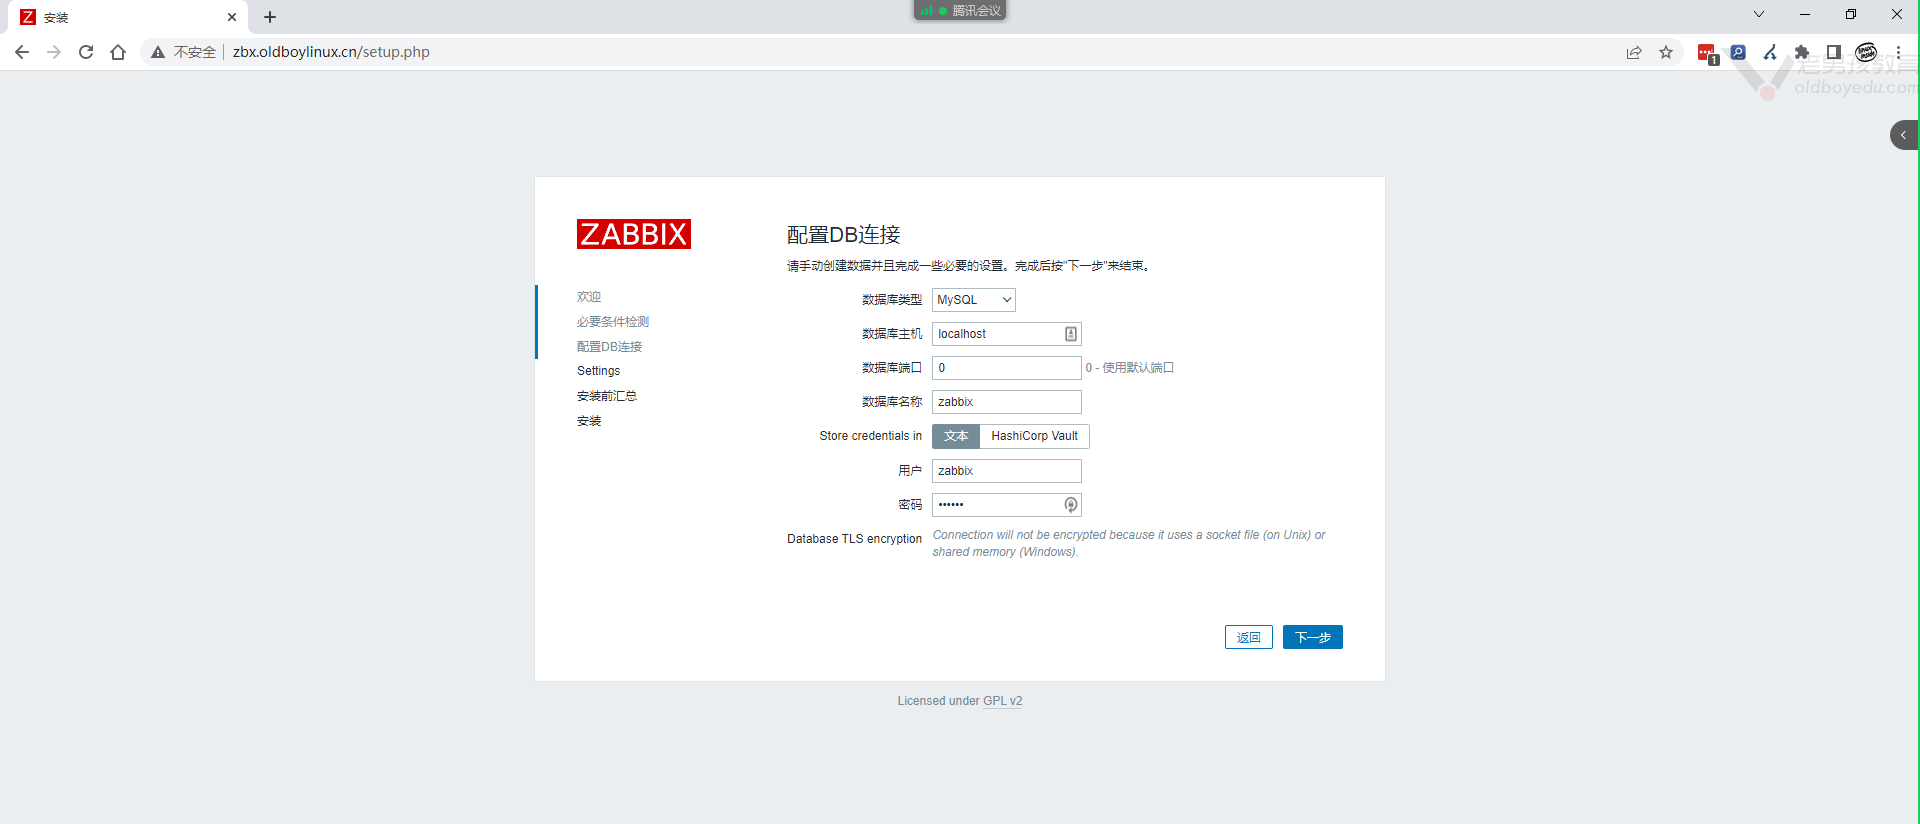 安装
腾讯会议
不安全 zbx.oldboylinux.cn/setup.php
1
老男孩教育
oldboyedu.com
ZABBIX
欢迎
必要条件检测
配置DB连接
Settings
安装前汇总
安装
配置DB连接
请手动创建数据并且完成一些必要的设置。完成后按"下一步"来结束。
数据库类型 MySQL
数据库主机 localhost
数据库端口 0 0 - 使用默认端口
数据库名称 zabbix
Store credentials in 文本 HashiCorp Vault
用户 zabbix
密码 ••••••
Database TLS encryption Connection will not be encrypted because it uses a socket file (on Unix) or
shared memory (Windows).
返回 下一步
Licensed under GPL v2